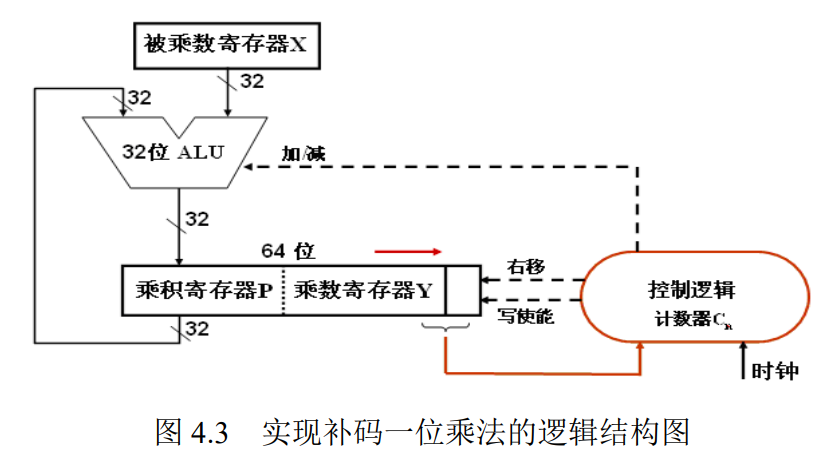 被乘数寄存器X
32
32
32位 ALU
加/减
32
64 位
乘积寄存器P
乘数寄存器Y
右移
写使能
控制逻辑
计数器Cn
32
时钟
图 4.3 实现补码一位乘法的逻辑结构图